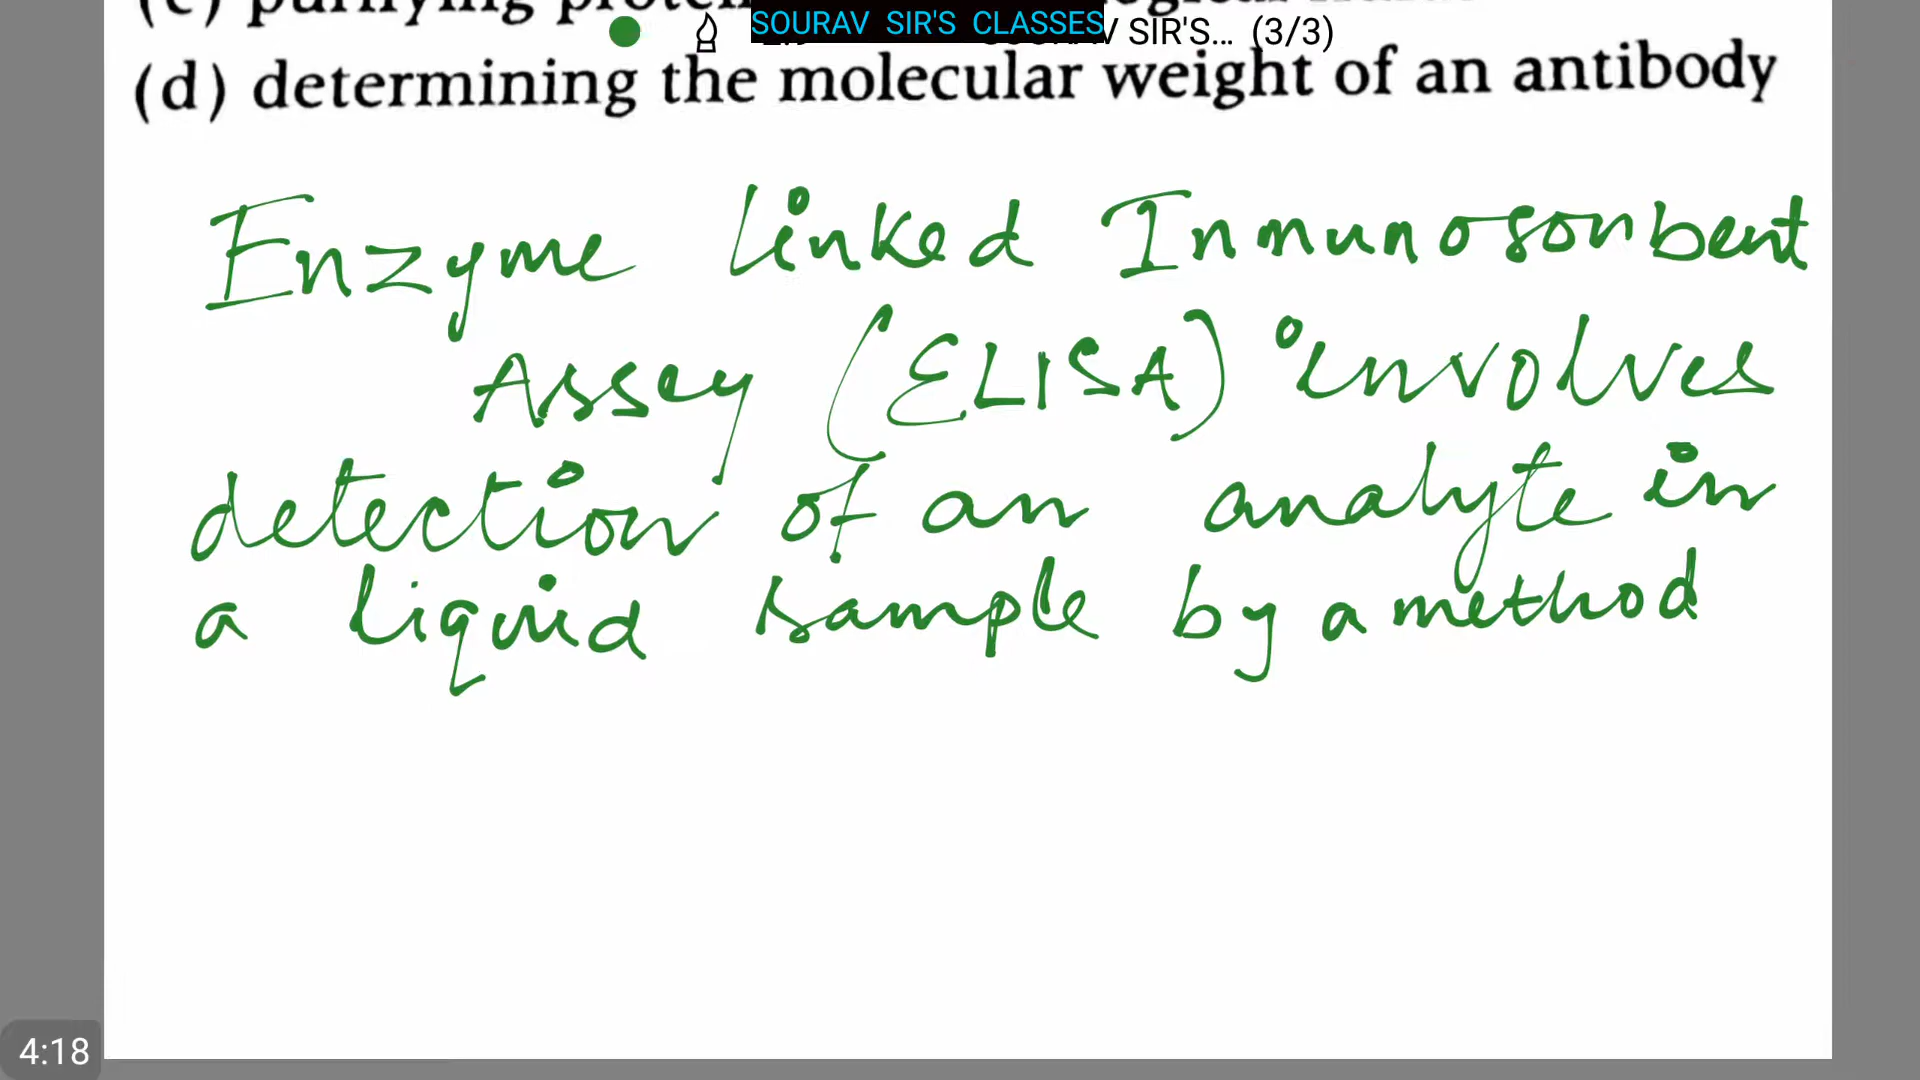 (c) purifying
SOURAV SIR'S CLASSES
SIR'S... (3/3)
(d) determining the molecular weight of an antibody
Enzyme linked Inmunosorbent
Assay (ELISA) involves
detection of an analyte in
a liquid sample by a method
4:18